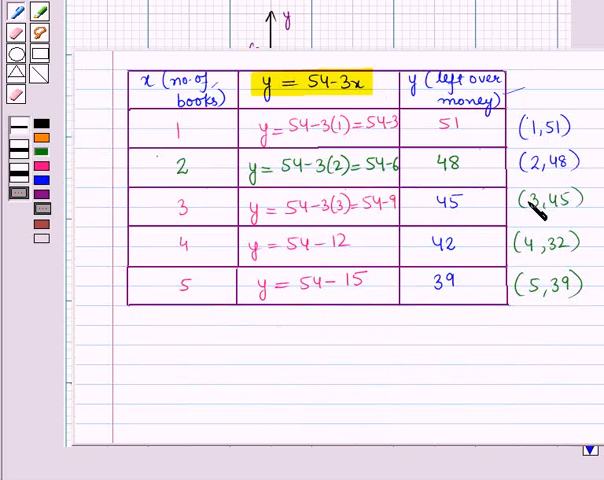 y
x (no. of books) y = 54-3x y (left over money)
1 y = 54-3(1) = 54-3 51 (1,51)
2 y = 54-3(2) = 54-6 48 (2,48)
3 y = 54-3(3) = 54-9 45 (3,45)
4 y = 54-12 42 (4,32)
5 y = 54-15 39 (5,39)